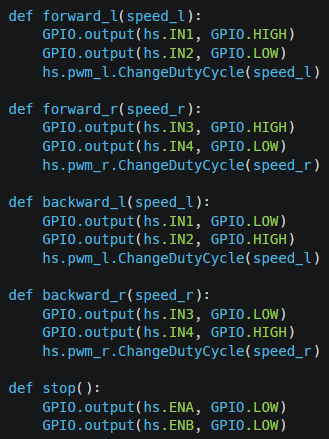 def forward_l(speed_l):
    GPIO.output(hs.IN1, GPIO.HIGH)
    GPIO.output(hs.IN2, GPIO.LOW)
    hs.pwm_l.ChangeDutyCycle(speed_l)

def forward_r(speed_r):
    GPIO.output(hs.IN3, GPIO.HIGH)
    GPIO.output(hs.IN4, GPIO.LOW)
    hs.pwm_r.ChangeDutyCycle(speed_r)

def backward_l(speed_l):
    GPIO.output(hs.IN1, GPIO.LOW)
    GPIO.output(hs.IN2, GPIO.HIGH)
    hs.pwm_l.ChangeDutyCycle(speed_l)

def backward_r(speed_r):
    GPIO.output(hs.IN3, GPIO.LOW)
    GPIO.output(hs.IN4, GPIO.HIGH)
    hs.pwm_r.ChangeDutyCycle(speed_r)

def stop():
    GPIO.output(hs.ENA, GPIO.LOW)
    GPIO.output(hs.ENB, GPIO.LOW)